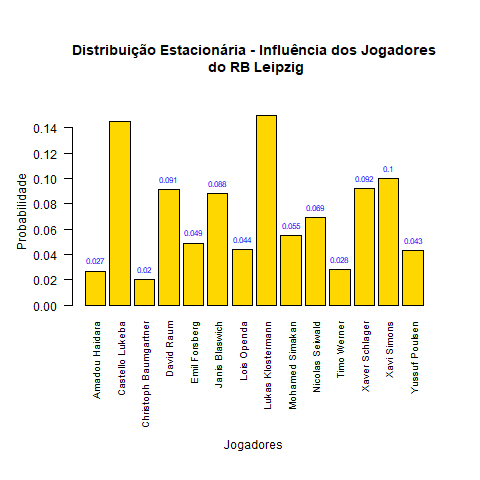 Distribuição Estacionária - Influência dos Jogadores
do RB Leipzig
Probabilidade
0.14
0.12
0.10
0.08
0.06
0.04
0.02
0.00
0.027
0.02
0.091
0.049
0.088
0.044
0.055
0.069
0.028
0.092
0.1
0.043
Amadou Haidara
Castello Lukeba
Christoph Baumgartner
David Raum
Emil Forsberg
Janis Blaswich
Lois Openda
Lukas Klostermann
Mohamed Simakan
Nicolas Seiwald
Timo Werner
Xaver Schlager
Xavi Simons
Yussuf Poulsen
Jogadores